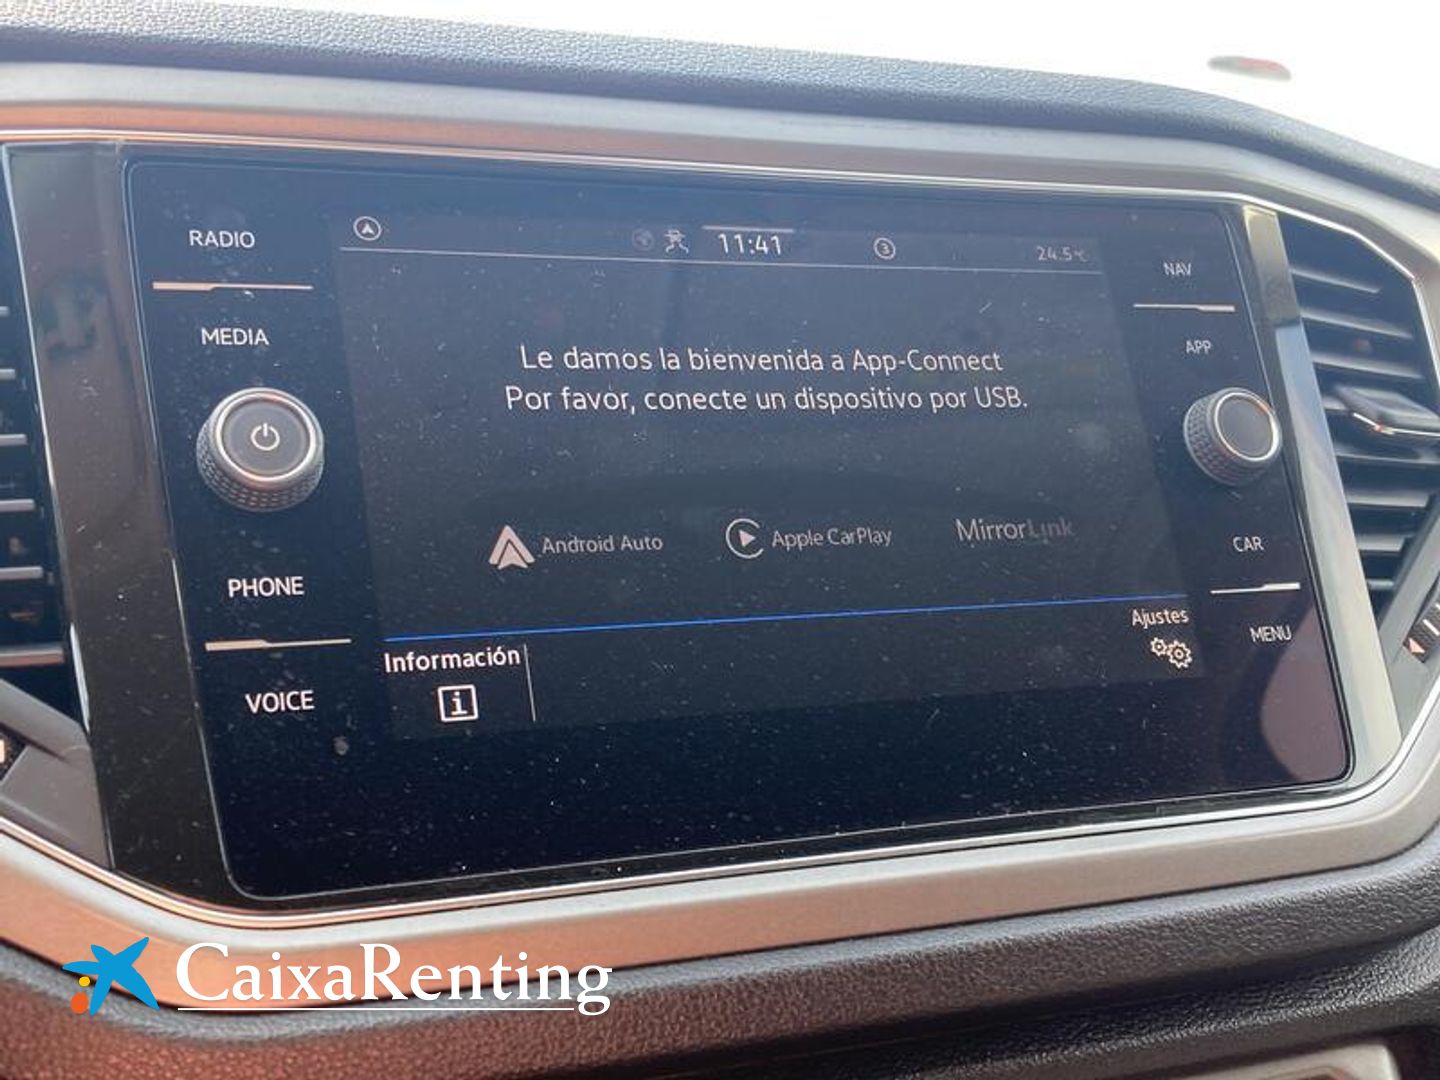 RADIO
MEDIA
PHONE
VOICE
11:41
3
24.5°C
Le damos la bienvenida a App-Connect
Por favor, conecte un dispositivo por USB.
Android Auto
Apple CarPlay
MirrorLink
Información
i
Ajustes
NAV
APP
CAR
MENU
CaixaRenting